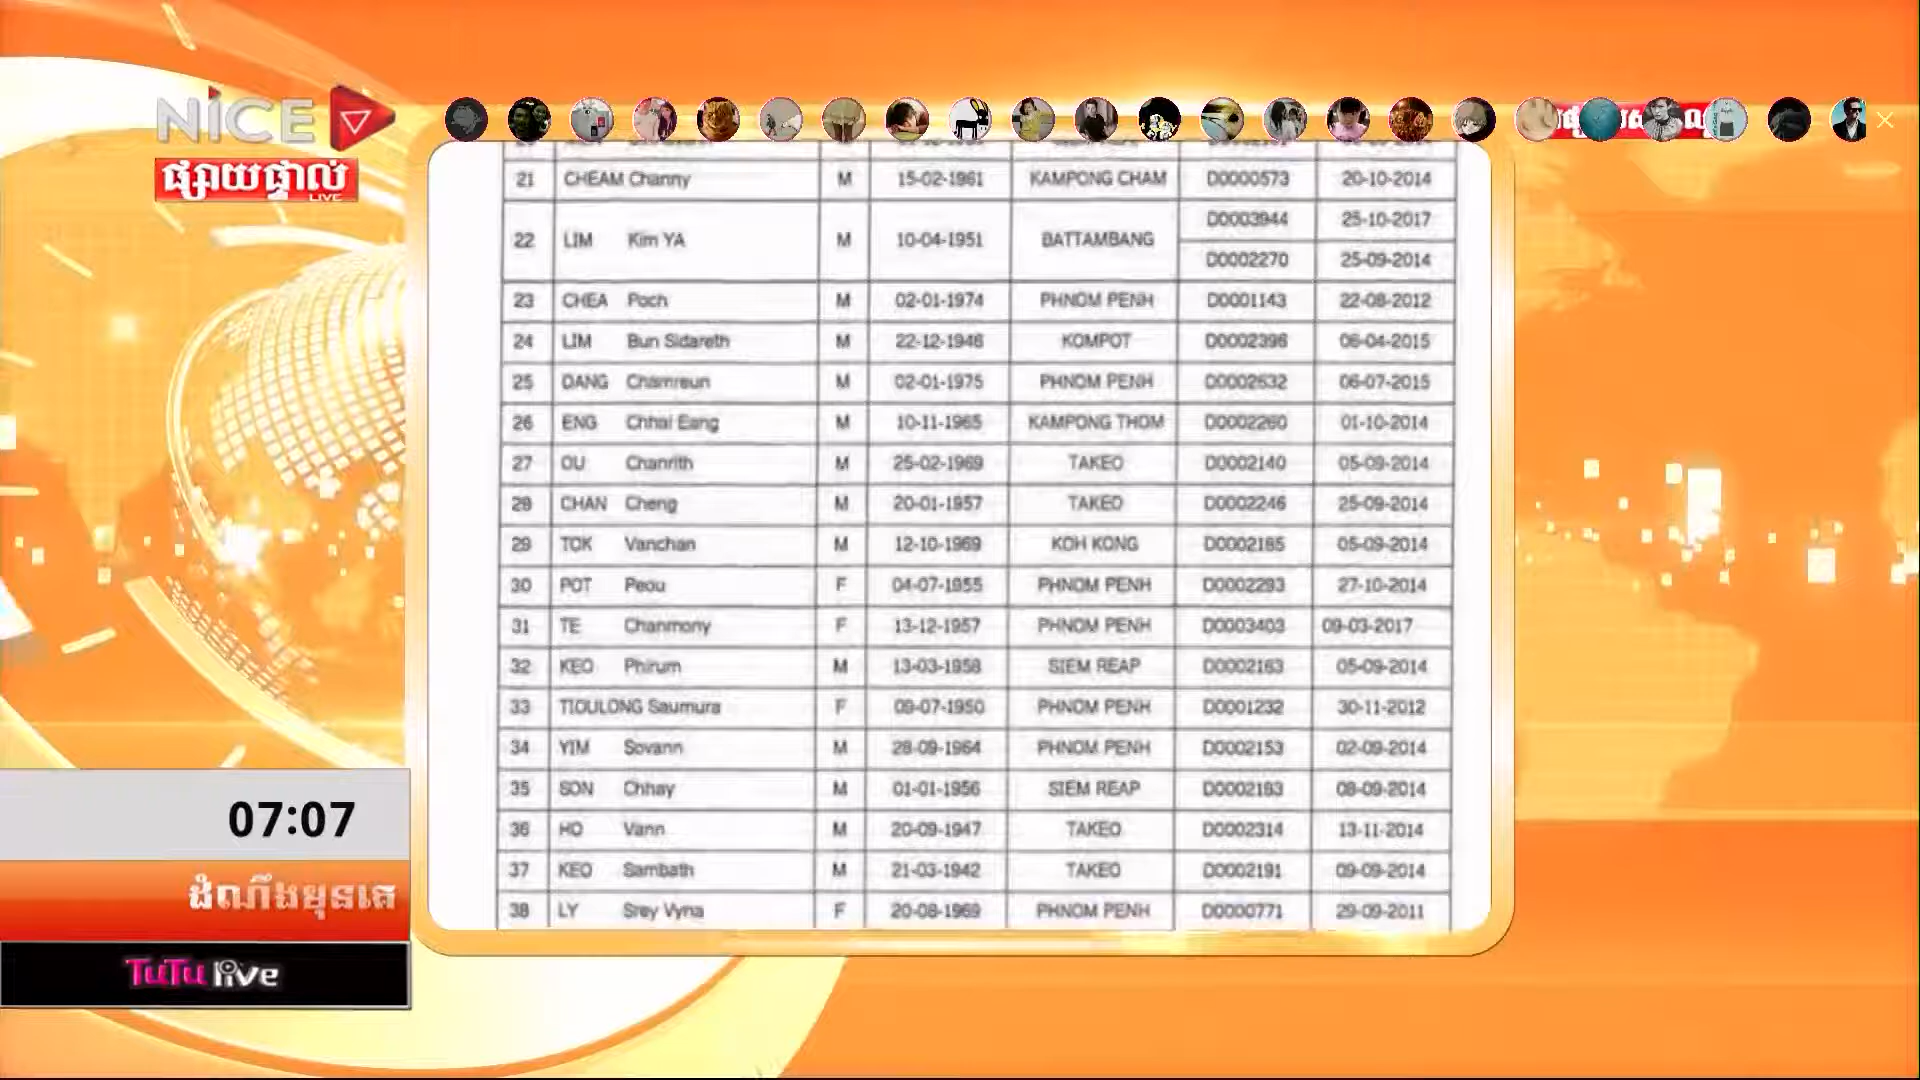 NICE
ផ្សាយផ្ទាល់
LIVE
21 CHEAM Channy M 15-02-1961 KAMPONG CHAM D0000573 20-10-2014
22 LIM Kim YA M 10-04-1951 BATTAMBANG D0003944 25-10-2017
D0002270 25-09-2014
23 CHEA Poch M 02-01-1974 PHNOM PENH D0001143 22-08-2012
24 LIM Bun Sidareth M 22-12-1946 KOMPOT D0002396 06-04-2015
25 DANG Chamreun M 02-01-1975 PHNOM PENH D0002632 06-07-2015
26 ENG Chhai Eang M 10-11-1965 KAMPONG THOM D0002260 01-10-2014
27 OU Chanrith M 25-02-1969 TAKEO D0002140 05-09-2014
28 CHAN Cheng M 20-01-1957 TAKEO D0002246 25-09-2014
29 TOK Vanchan M 12-10-1969 KOH KONG D0002165 05-09-2014
30 POT Peou F 04-07-1955 PHNOM PENH D0002293 27-10-2014
31 TE Chanmony F 13-12-1957 PHNOM PENH D0003403 09-03-2017
32 KEO Phirum M 13-03-1958 SIEM REAP D0002163 05-09-2014
33 TIOULONG Saumura F 09-07-1950 PHNOM PENH D0001232 30-11-2012
34 YIM Sovann M 28-09-1964 PHNOM PENH D0002153 02-09-2014
35 SON Chhay M 01-01-1956 SIEM REAP D0002193 08-09-2014
36 HO Vann M 20-09-1947 TAKEO D0002314 13-11-2014
37 KEO Sambath M 21-03-1942 TAKEO D0002191 09-09-2014
38 LY Srey Vyna F 20-08-1969 PHNOM PENH D0000771 29-09-2011
07:07
ដំណឹងមុនគេ
TuTu live